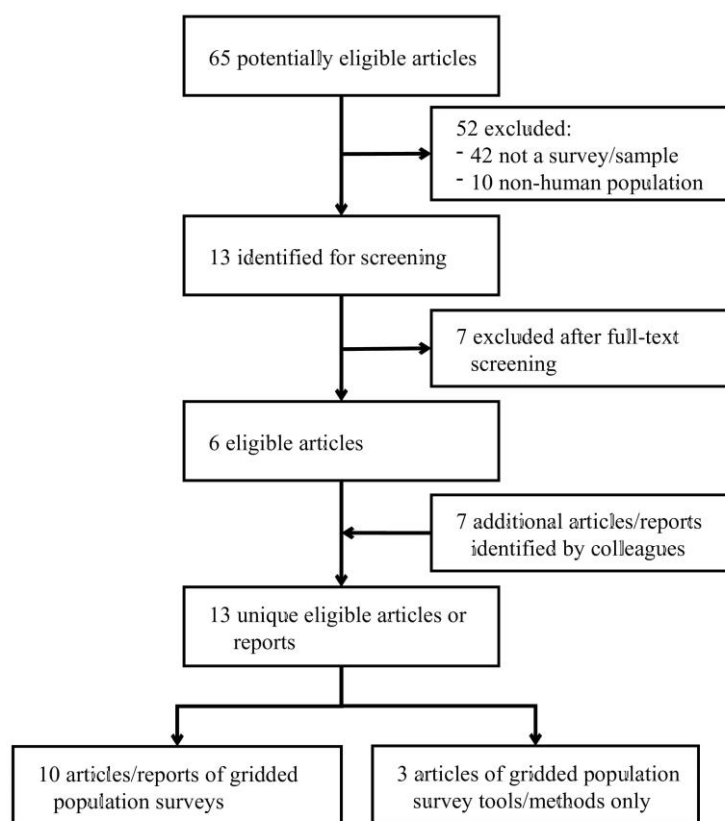 65 potentially eligible articles
52 excluded:
- 42 not a survey/sample
- 10 non-human population
13 identified for screening
7 excluded after full-text
screening
6 eligible articles
7 additional articles/reports
identified by colleagues
13 unique eligible articles or
reports
10 articles/reports of gridded
population surveys
3 articles of gridded population
survey tools/methods only